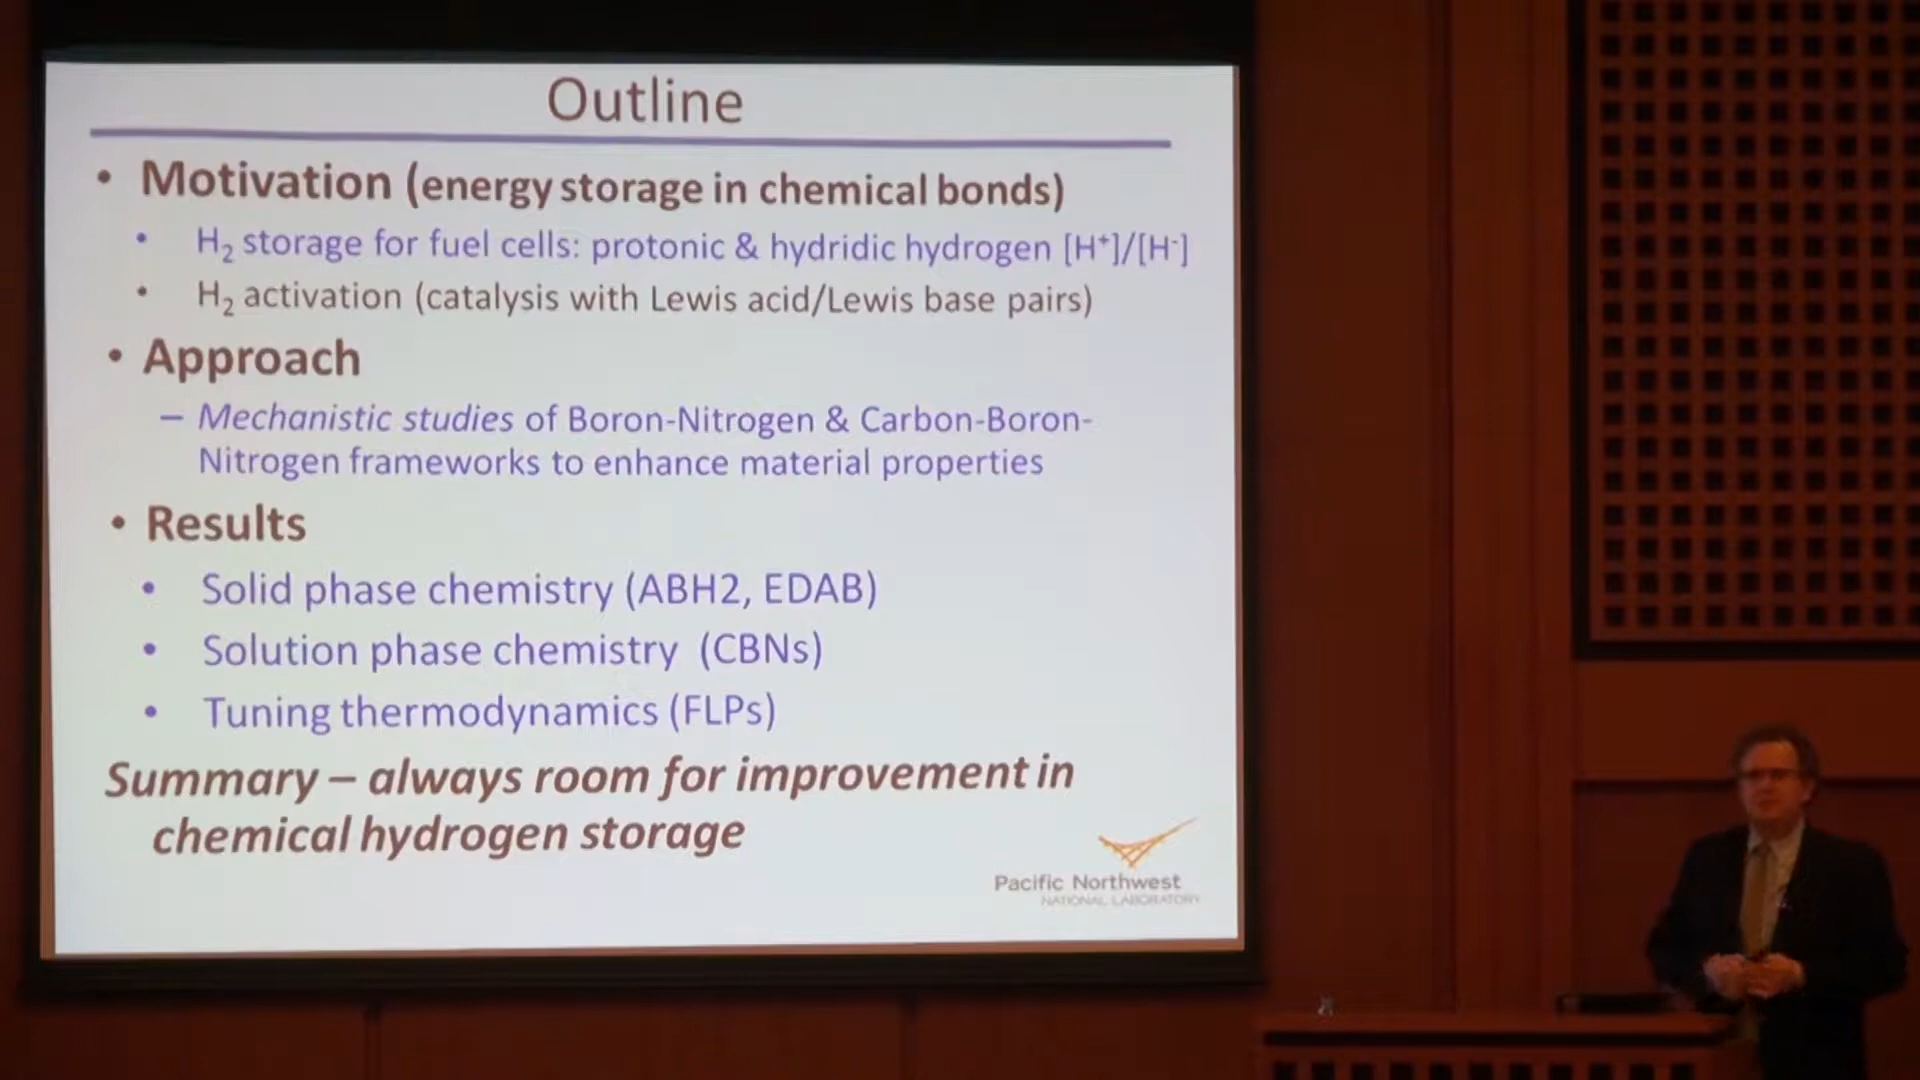 Outline
• Motivation (energy storage in chemical bonds)
• H₂ storage for fuel cells: protonic & hydridic hydrogen [H⁺]/[H⁻]
• H₂ activation (catalysis with Lewis acid/Lewis base pairs)
• Approach
– Mechanistic studies of Boron-Nitrogen & Carbon-Boron-
Nitrogen frameworks to enhance material properties
• Results
• Solid phase chemistry (ABH2, EDAB)
• Solution phase chemistry (CBNs)
• Tuning thermodynamics (FLPs)
Summary – always room for improvement in
chemical hydrogen storage
Pacific Northwest
NATIONAL LABORATORY